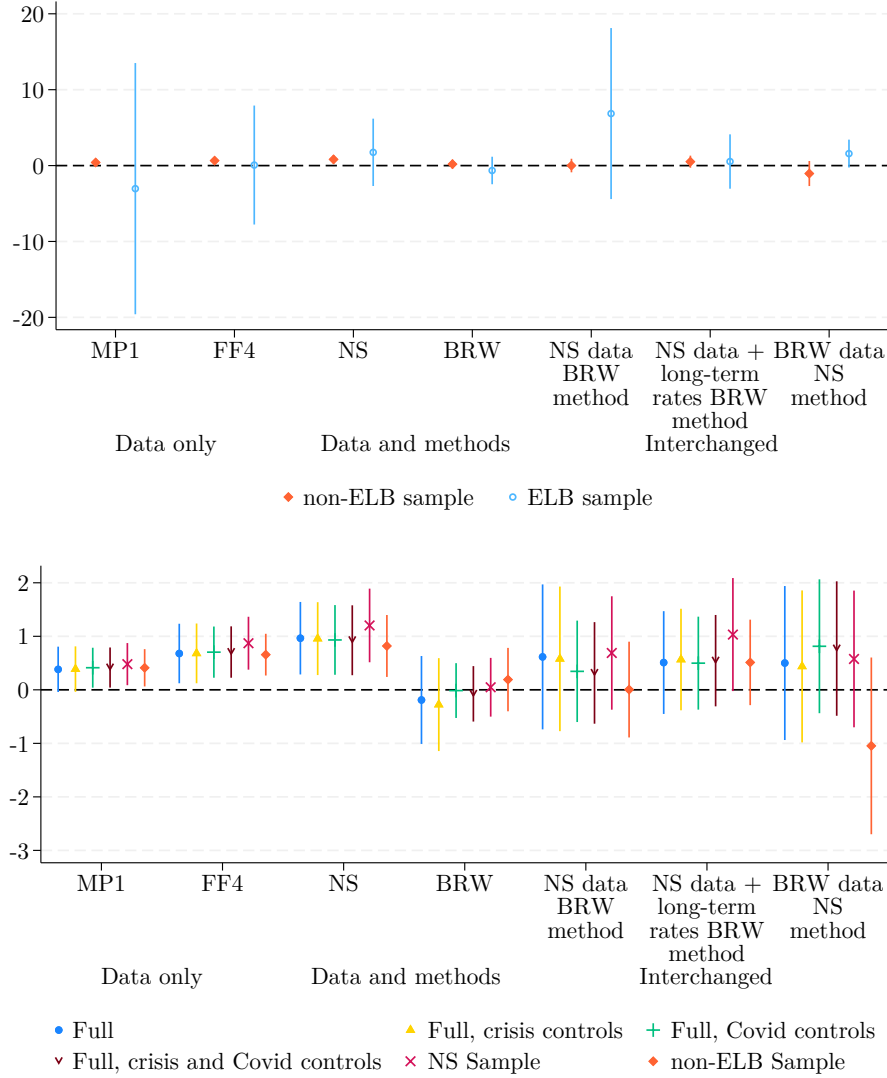 20
10
0
-10
-20
MP1 FF4 NS BRW NS data NS data + BRW data
BRW long-term NS
method rates BRW method
method
Data only Data and methods Interchanged
non-ELB sample ELB sample
2
1
0
-1
-2
-3
MP1 FF4 NS BRW NS data NS data + BRW data
BRW long-term NS
method rates BRW method
method
Data only Data and methods Interchanged
Full Full, crisis controls Full, Covid controls
Full, crisis and Covid controls NS Sample non-ELB Sample